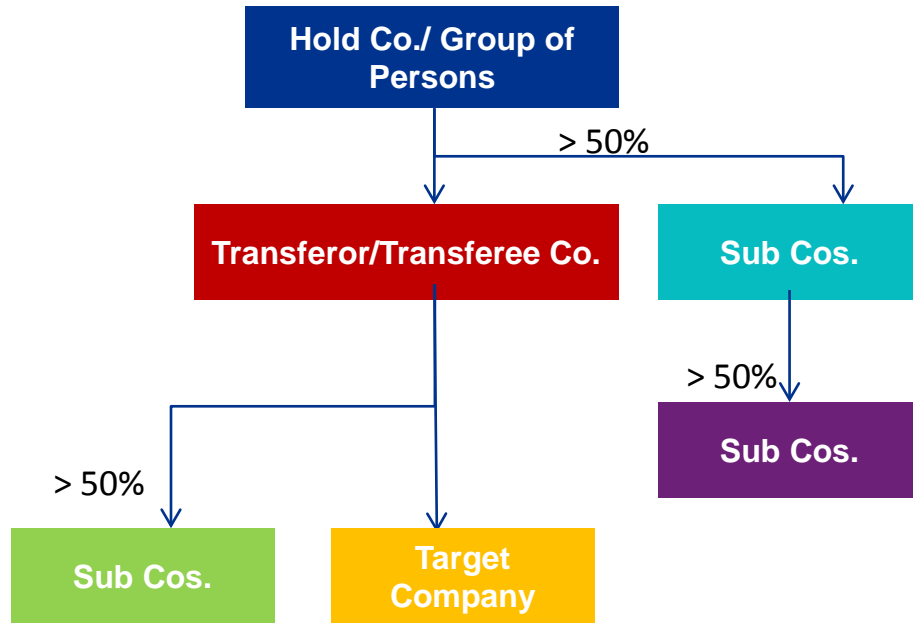 Hold Co./ Group of
Persons
> 50%
Transferor/Transferee Co.
Sub Cos.
> 50%
Sub Cos.
> 50%
Sub Cos.
Target
Company